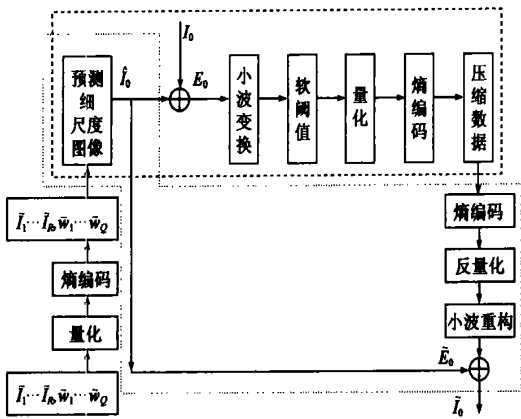 I₀
预测
细
尺度
图像
Î₀
E₀
小波变换
软阈值
量化
熵编码
压缩数据
Ĩ₁…Ĩ_R, w̃₁…w̃_Q
熵编码
量化
Ĩ₁…Ĩ_R, w̃₁…w̃_Q
熵编码
反量化
小波重构
Ẽ₀
Ĩ₀